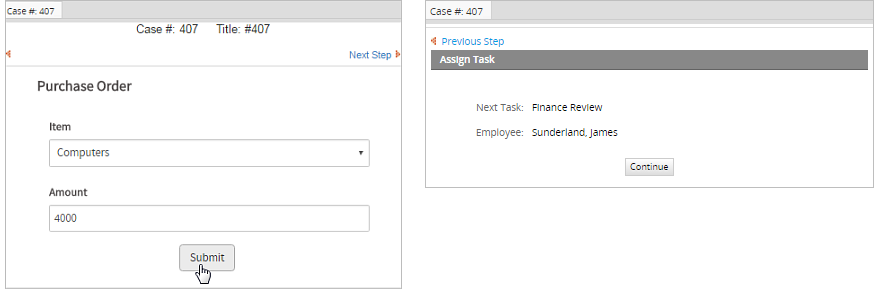 Case #: 407
Case #: 407 Title: #407
Next Step
Purchase Order
Item
Computers
Amount
4000
Submit
Case #: 407
Previous Step
Assign Task
Next Task: Finance Review
Employee: Sunderland, James
Continue